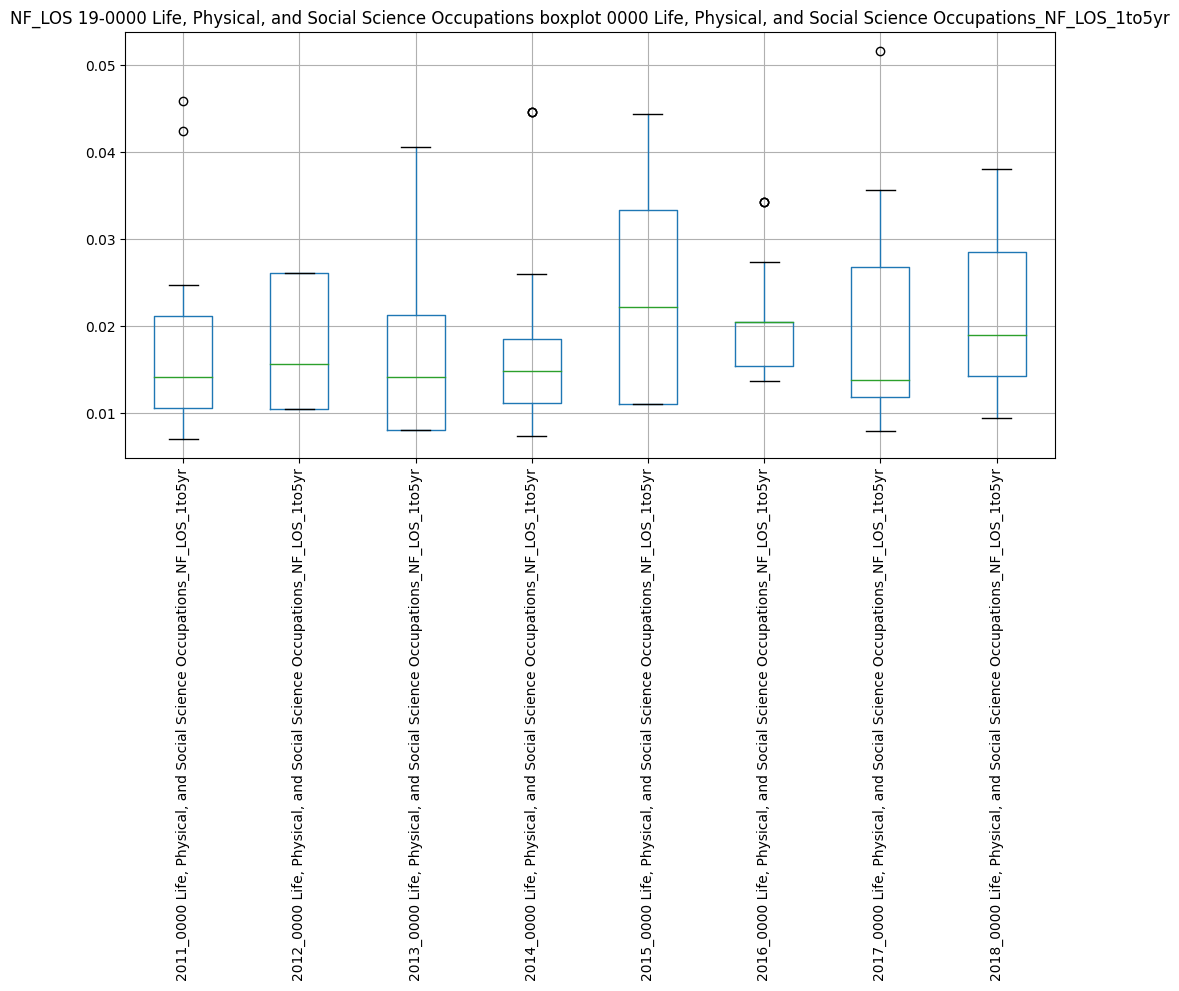 NF_LOS 19-0000 Life, Physical, and Social Science Occupations boxplot 0000 Life, Physical, and Social Science Occupations_NF_LOS_1to5yr
0.05
0.04
0.03
0.02
0.01
2011_0000 Life, Physical, and Social Science Occupations_NF_LOS_1to5yr
2012_0000 Life, Physical, and Social Science Occupations_NF_LOS_1to5yr
2013_0000 Life, Physical, and Social Science Occupations_NF_LOS_1to5yr
2014_0000 Life, Physical, and Social Science Occupations_NF_LOS_1to5yr
2015_0000 Life, Physical, and Social Science Occupations_NF_LOS_1to5yr
2016_0000 Life, Physical, and Social Science Occupations_NF_LOS_1to5yr
2017_0000 Life, Physical, and Social Science Occupations_NF_LOS_1to5yr
2018_0000 Life, Physical, and Social Science Occupations_NF_LOS_1to5yr